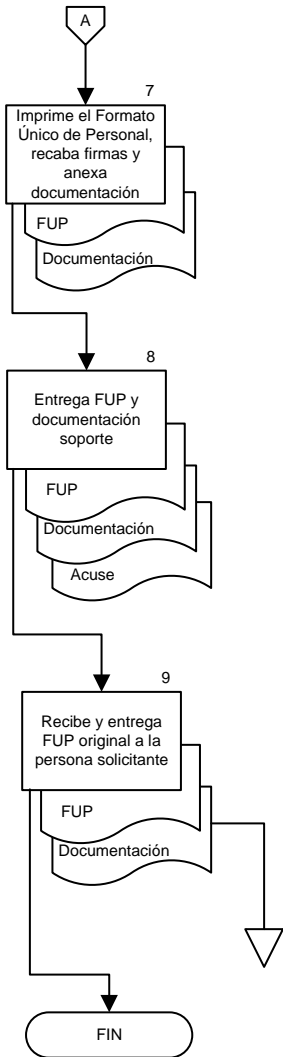 A
7
Imprime el Formato
Único de Personal,
recaba firmas y
anexa
documentación
FUP
Documentación
8
Entrega FUP y
documentación
soporte
FUP
Documentación
Acuse
9
Recibe y entrega
FUP original a la
persona solicitante
FUP
Documentación
FIN